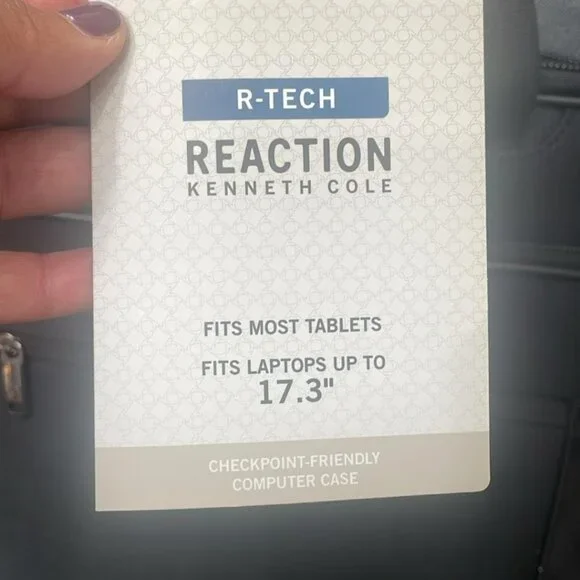 R-TECH
REACTION
KENNETH COLE
FITS MOST TABLETS
FITS LAPTOPS UP TO
17.3"
CHECKPOINT-FRIENDLY
COMPUTER CASE